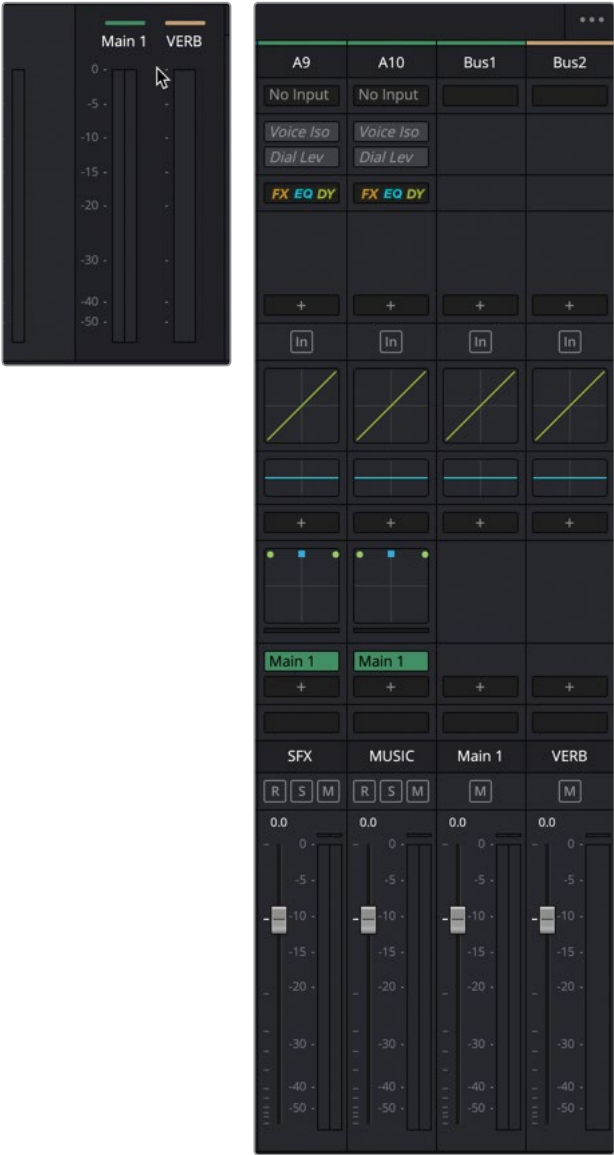 Main 1 VERB
0
-5
-10
-15
-20
-30
-40
-50
A9 A10 Bus1 Bus2
No Input No Input
Voice Iso Voice Iso
Dial Lev Dial Lev
FX EQ DY FX EQ DY
+ + + +
In In In In
+ + + +
Main 1 Main 1
+ + + +
SFX MUSIC Main 1 VERB
R S M R S M M M
0.0 0.0 0.0 0.0
0 0 0 0
-5 -5 -5 -5
-10 -10 -10 -10
-15 -15 -15 -15
-20 -20 -20 -20
-30 -30 -30 -30
-40 -40 -40 -40
-50 -50 -50 -50